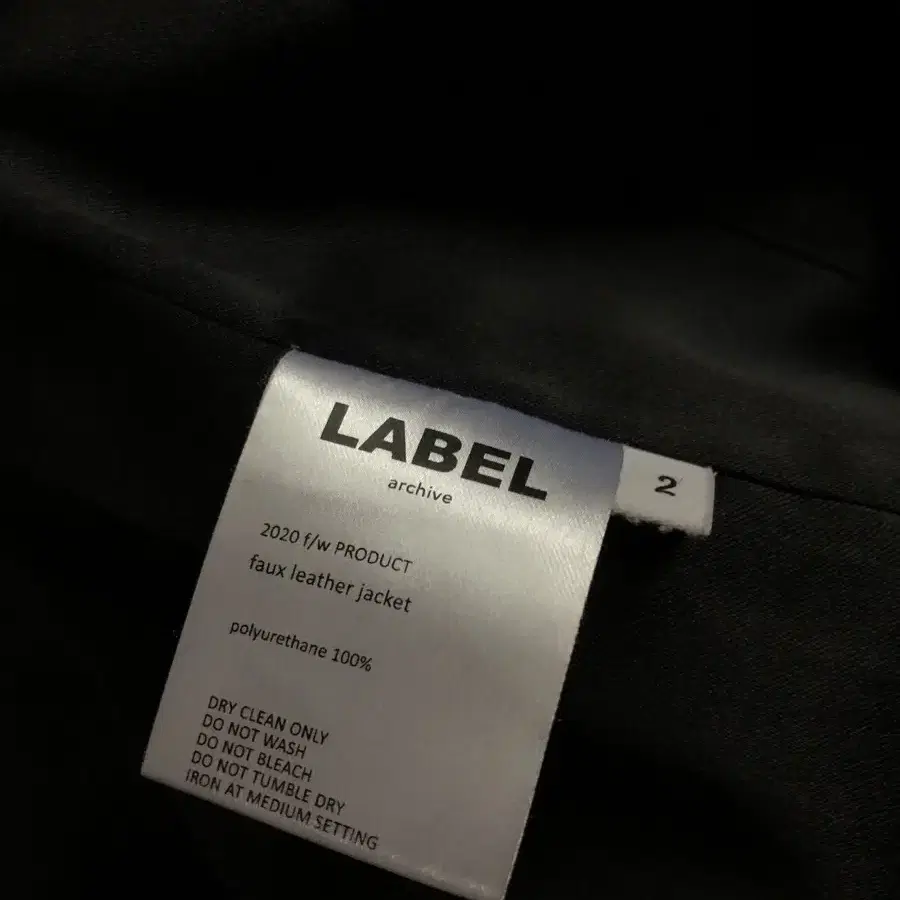 LABEL
archive
2
2020 f/w PRODUCT
faux leather jacket
polyurethane 100%
DRY CLEAN ONLY
DO NOT WASH
DO NOT BLEACH
DO NOT TUMBLE DRY
IRON AT MEDIUM SETTING